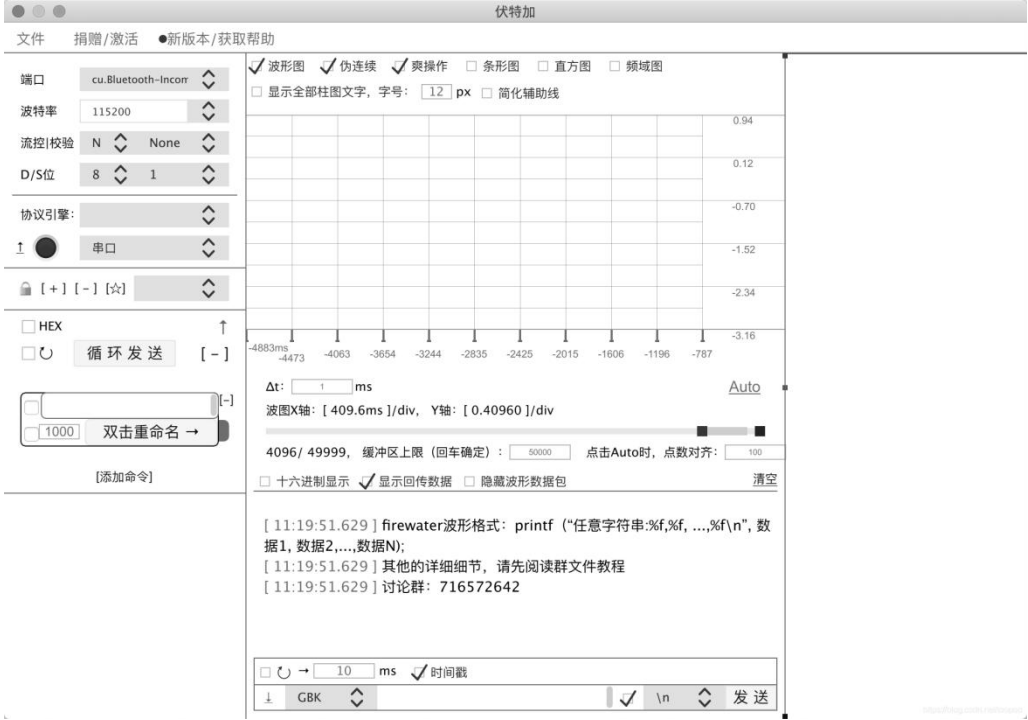 伏特加
文件 捐赠/激活 ●新版本/获取帮助
端口 cu.Bluetooth-Incom
波特率 115200
流控|校验 N None
D/S位 8 1
协议引擎:
串口
[ + ] [ - ] [☆]
HEX ↑
循环发送 [ - ]
[-]
1000 双击重命名 →
[添加命令]
波形图 伪连续 爽操作 条形图 直方图 频域图
显示全部柱图文字, 字号: 12 px 简化辅助线
0.94
0.12
-0.70
-1.52
-2.34
-3.16
-4883ms -4473 -4063 -3654 -3244 -2835 -2425 -2015 -1606 -1196 -787
Δt: 1 ms Auto
波图X轴: [ 409.6ms ]/div, Y轴: [ 0.40960 ]/div
4096/ 49999, 缓冲区上限（回车确定）: 50000 点击Auto时, 点数对齐: 100
十六进制显示 显示回传数据 隐藏波形数据包 清空
[ 11:19:51.629 ] firewater波形格式: printf（“任意字符串:%f,%f, ...,%f\n”, 数
据1, 数据2,...,数据N);
[ 11:19:51.629 ] 其他的详细细节, 请先阅读群文件教程
[ 11:19:51.629 ] 讨论群: 716572642
→ 10 ms 时间戳
GBK \n 发送